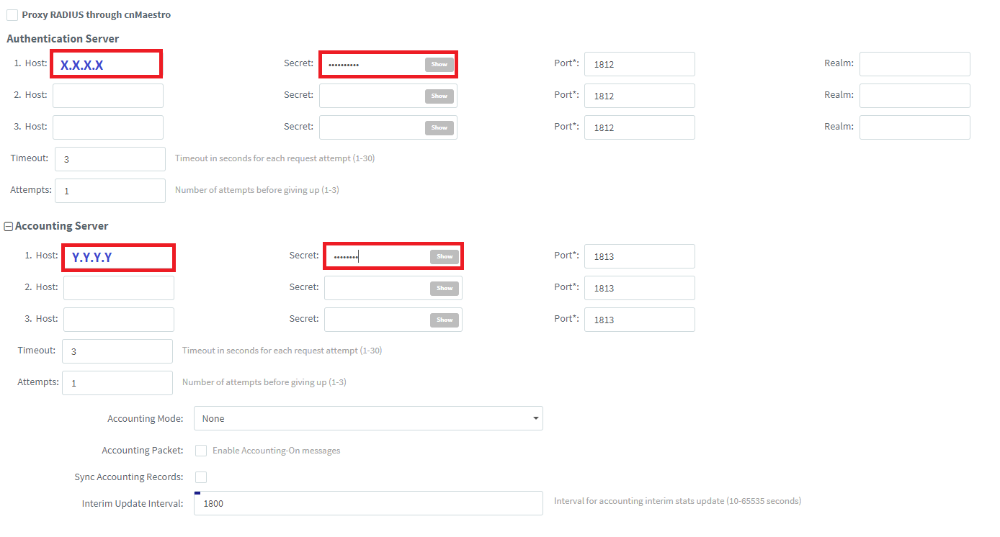 Proxy RADIUS through cnMaestro
Authentication Server
1. Host: X.X.X.X Secret: •••••••••• Show Port*: 1812 Realm:
2. Host: Secret: Show Port*: 1812 Realm:
3. Host: Secret: Show Port*: 1812 Realm:
Timeout: 3 Timeout in seconds for each request attempt (1-30)
Attempts: 1 Number of attempts before giving up (1-3)
Accounting Server
1. Host: Y.Y.Y.Y Secret: •••••••• Show Port*: 1813
2. Host: Secret: Show Port*: 1813
3. Host: Secret: Show Port*: 1813
Timeout: 3 Timeout in seconds for each request attempt (1-30)
Attempts: 1 Number of attempts before giving up (1-3)
Accounting Mode: None
Accounting Packet: Enable Accounting-On messages
Sync Accounting Records:
Interim Update Interval: 1800 Interval for accounting interim stats update (10-65535 seconds)